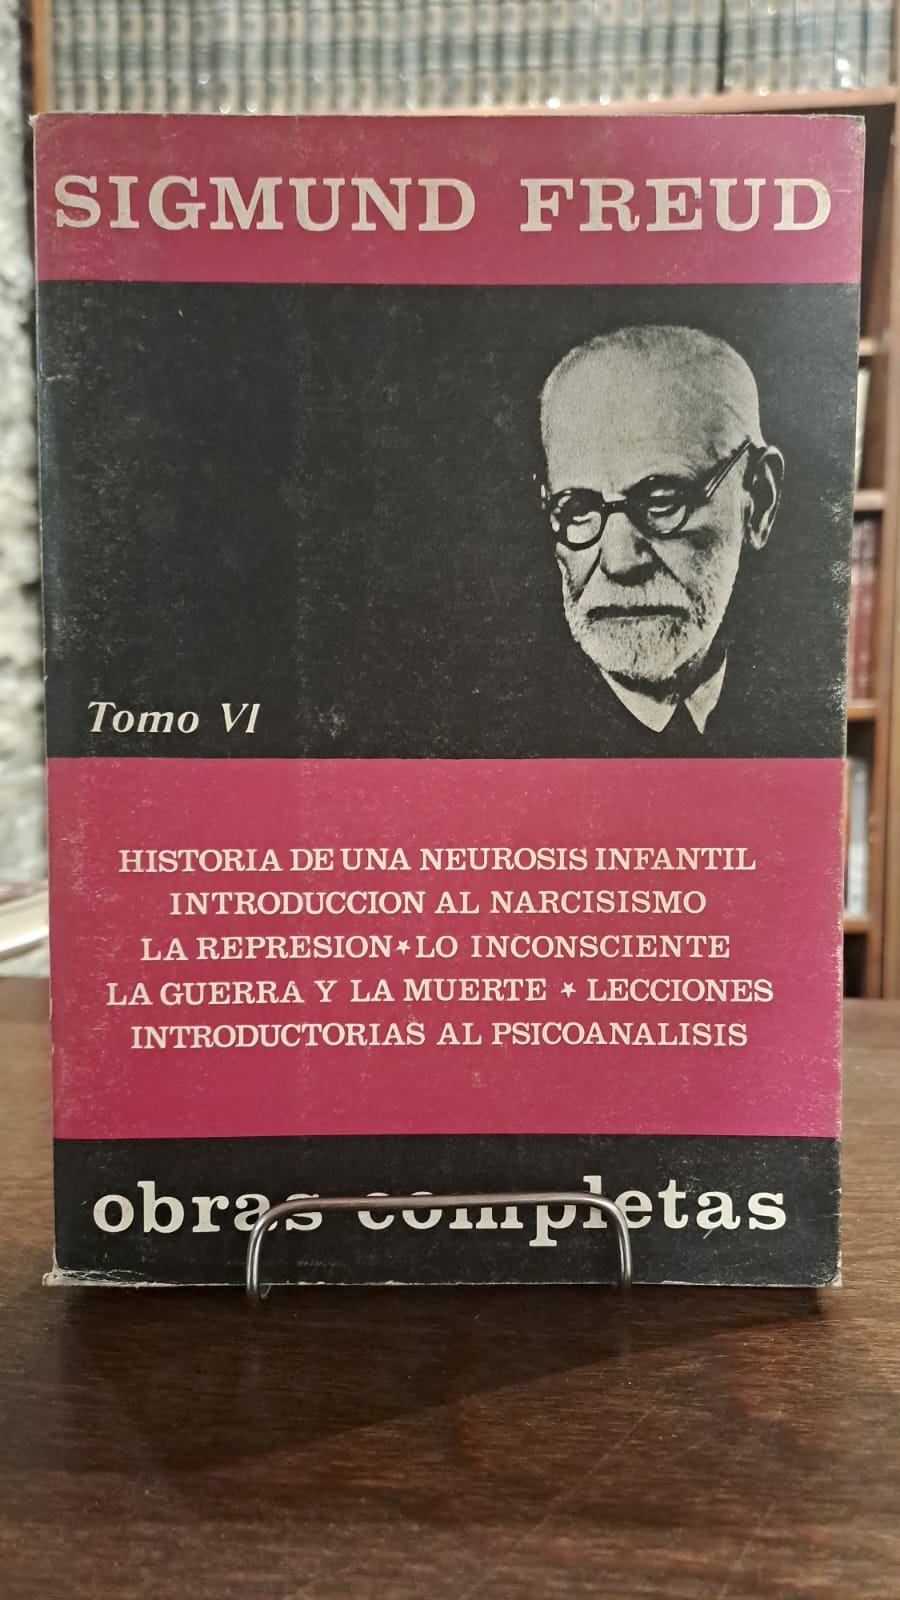 SIGMUND FREUD
Tomo VI
HISTORIA DE UNA NEUROSIS INFANTIL
INTRODUCCION AL NARCISISMO
LA REPRESION★LO INCONSCIENTE
LA GUERRA Y LA MUERTE ★ LECCIONES
INTRODUCTORIAS AL PSICOANALISIS
obras completas